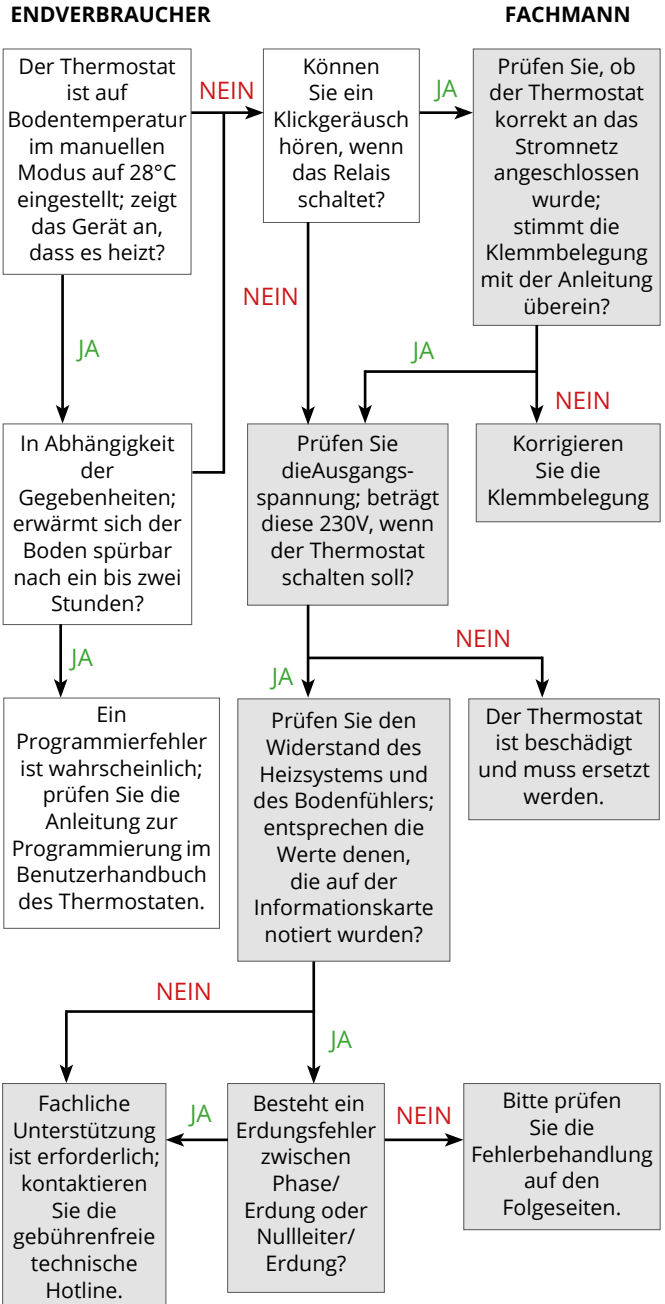 ENDVERBRAUCHER
FACHMANN
Der Thermostat
ist auf
Bodentemperatur
im manuellen
Modus auf 28°C
eingestellt; zeigt
das Gerät an,
dass es heizt?
NEIN
Können
Sie ein
Klickgeräusch
hören, wenn
das Relais
schaltet?
JA
Prüfen Sie, ob
der Thermostat
korrekt an das
Stromnetz
angeschlossen
wurde;
stimmt die
Klemmbelegung
mit der Anleitung
überein?
JA
NEIN
JA
NEIN
In Abhängigkeit
der
Gegebenheiten;
erwärmt sich der
Boden spürbar
nach ein bis zwei
Stunden?
Prüfen Sie
dieAusgangs-
spannung; beträgt
diese 230V, wenn
der Thermostat
schalten soll?
Korrigieren
Sie die
Klemmbelegung
JA
JA
NEIN
Ein
Programmierfehler
ist wahrscheinlich;
prüfen Sie die
Anleitung zur
Programmierung im
Benutzerhandbuch
des Thermostaten.
Prüfen Sie den
Widerstand des
Heizsystems und
des Bodenfühlers;
entsprechen die
Werte denen,
die auf der
Informationskarte
notiert wurden?
Der Thermostat
ist beschädigt
und muss ersetzt
werden.
NEIN
JA
Fachliche
Unterstützung
ist erforderlich;
kontaktieren
Sie die
gebührenfreie
technische
Hotline.
JA
Besteht ein
Erdungsfehler
zwischen
Phase/
Erdung oder
Nullleiter/
Erdung?
NEIN
Bitte prüfen
Sie die
Fehlerbehandlung
auf den
Folgeseiten.